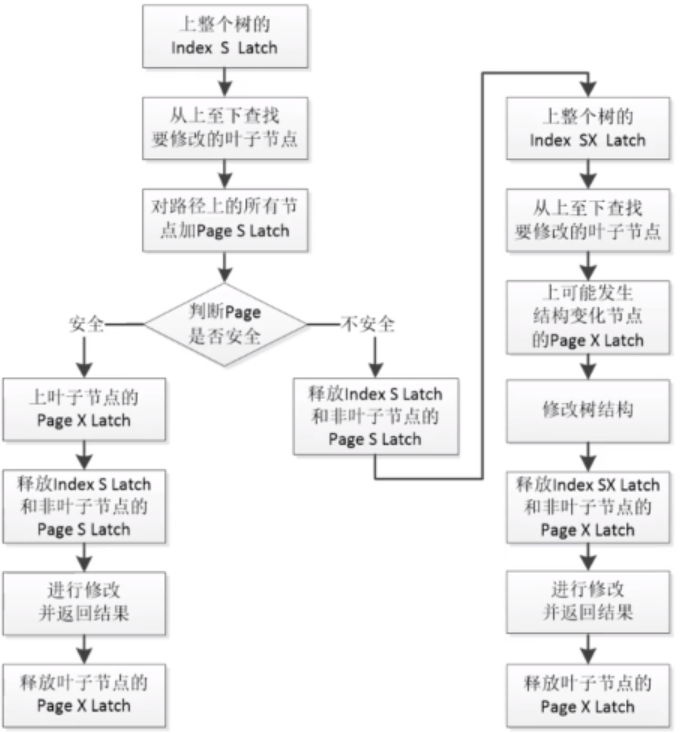 上整个树的
Index S Latch
从上至下查找
要修改的叶子节点
对路径上的所有节
点加Page S Latch
判断Page
是否安全
安全
不安全
上叶子节点的
Page X Latch
释放Index S Latch
和非叶子节点的
Page S Latch
进行修改
并返回结果
释放叶子节点的
Page X Latch
释放Index S Latch
和非叶子节点的
Page S Latch
上整个树的
Index SX Latch
从上至下查找
要修改的叶子节点
上可能发生
结构变化节点
的Page X Latch
修改树结构
释放Index SX Latch
和非叶子节点的
Page X Latch
进行修改
并返回结果
释放叶子节点的
Page X Latch